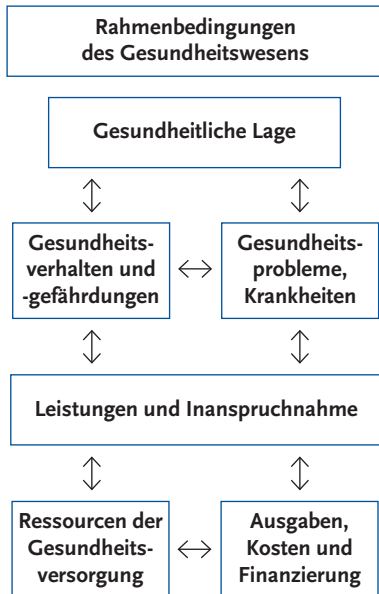 Rahmenbedingungen
des Gesundheitswesens
Gesundheitliche Lage
Gesundheits-
verhalten und
-gefährdungen
Gesundheits-
probleme,
Krankheiten
Leistungen und Inanspruchnahme
Ressourcen der
Gesundheits-
versorgung
Ausgaben,
Kosten und
Finanzierung